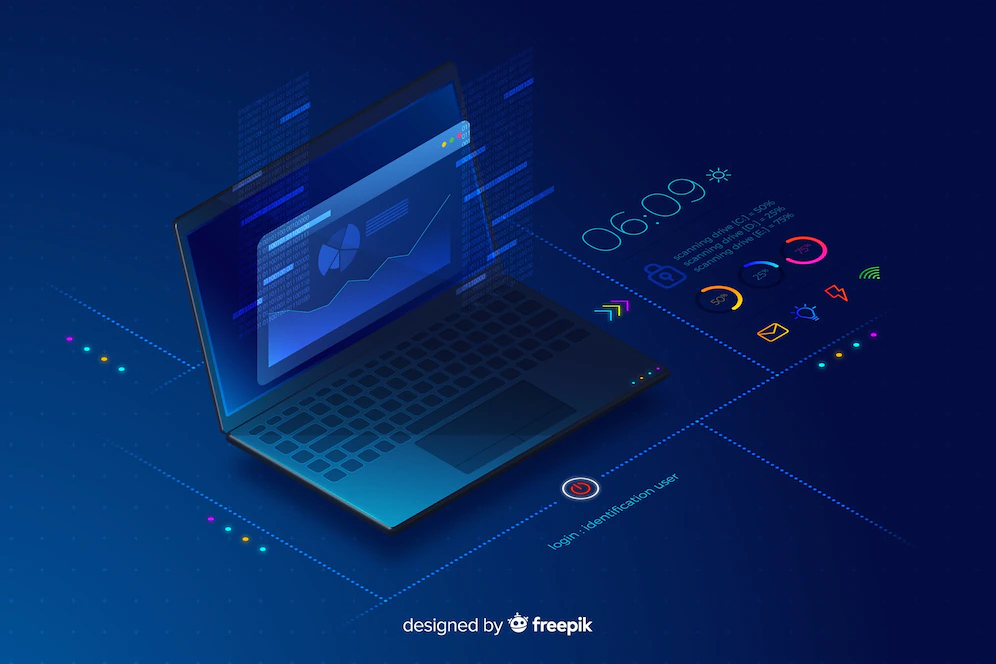 06:09
scanning drive [C:] = 50%
scanning drive [D:] = 25%
scanning drive [E:] = 75%
75%
25%
50%
login : identification user
designed by freepik